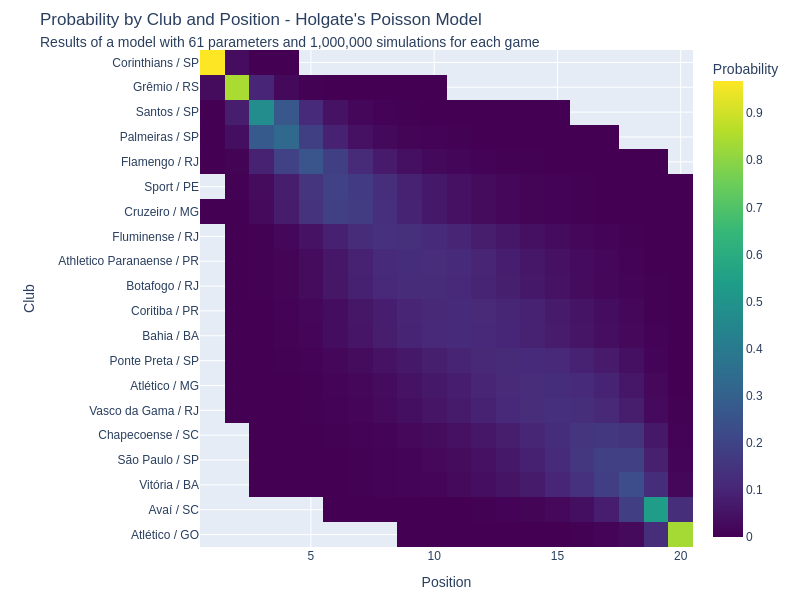 Probability by Club and Position - Holgate's Poisson Model
Results of a model with 61 parameters and 1,000,000 simulations for each game
Probability
Club
Corinthians / SP
Grêmio / RS
Santos / SP
Palmeiras / SP
Flamengo / RJ
Sport / PE
Cruzeiro / MG
Fluminense / RJ
Athletico Paranaense / PR
Botafogo / RJ
Coritiba / PR
Bahia / BA
Ponte Preta / SP
Atlético / MG
Vasco da Gama / RJ
Chapecoense / SC
São Paulo / SP
Vitória / BA
Avaí / SC
Atlético / GO
0.9
0.8
0.7
0.6
0.5
0.4
0.3
0.2
0.1
0
5 10 15 20
Position